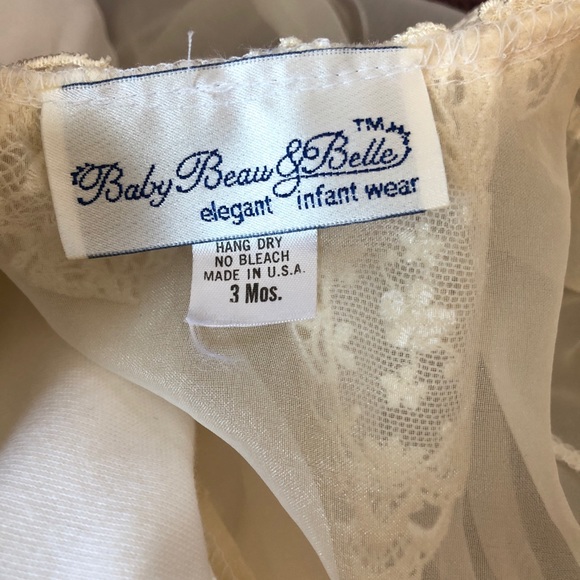 Baby Beau & Belle™
elegant infant wear
HANG DRY
NO BLEACH
MADE IN U.S.A.
3 Mos.